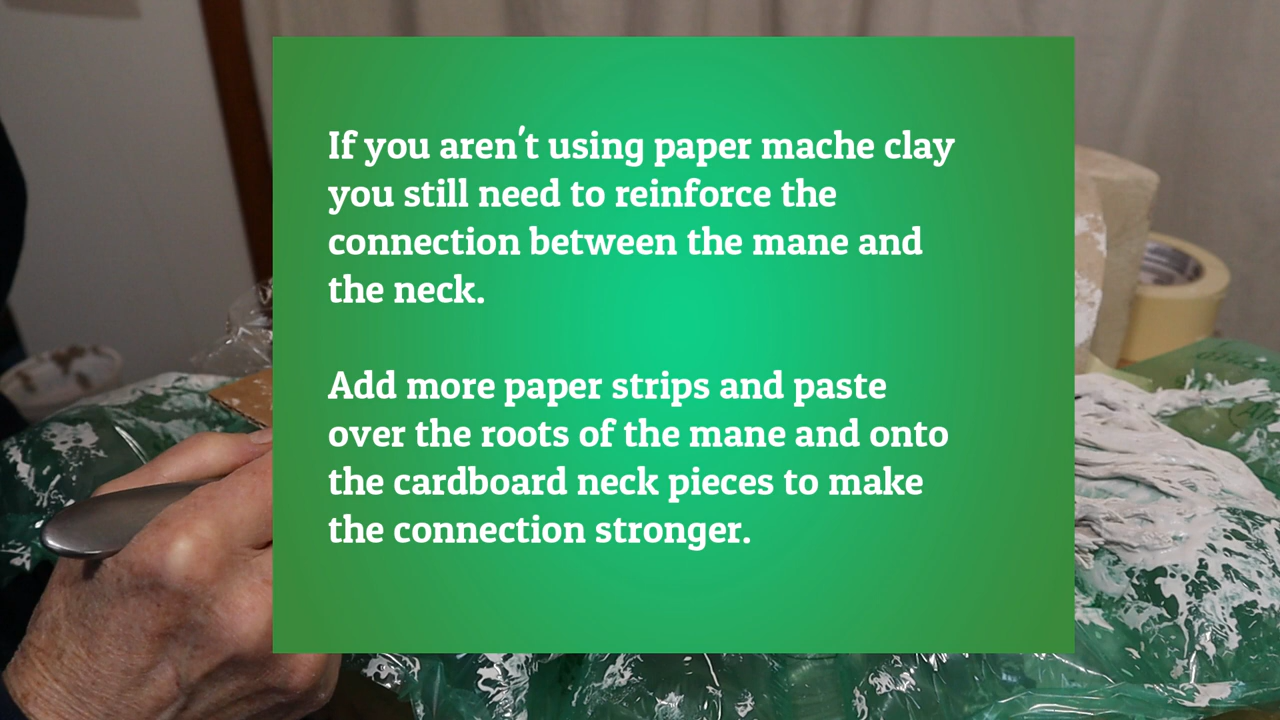 If you aren't using paper mache clay
you still need to reinforce the
connection between the mane and
the neck.
Add more paper strips and paste
over the roots of the mane and onto
the cardboard neck pieces to make
the connection stronger.